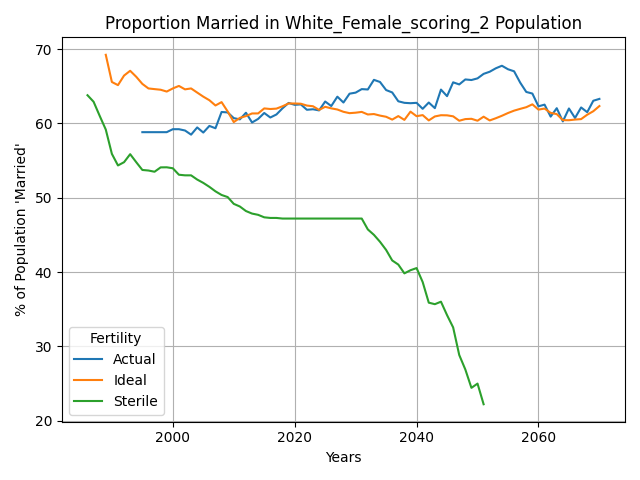 Proportion Married in White_Female_scoring_2 Population
% of Population 'Married'
70
60
50
40
30
20
Fertility
Actual
Ideal
Sterile
2000
2020
2040
2060
Years